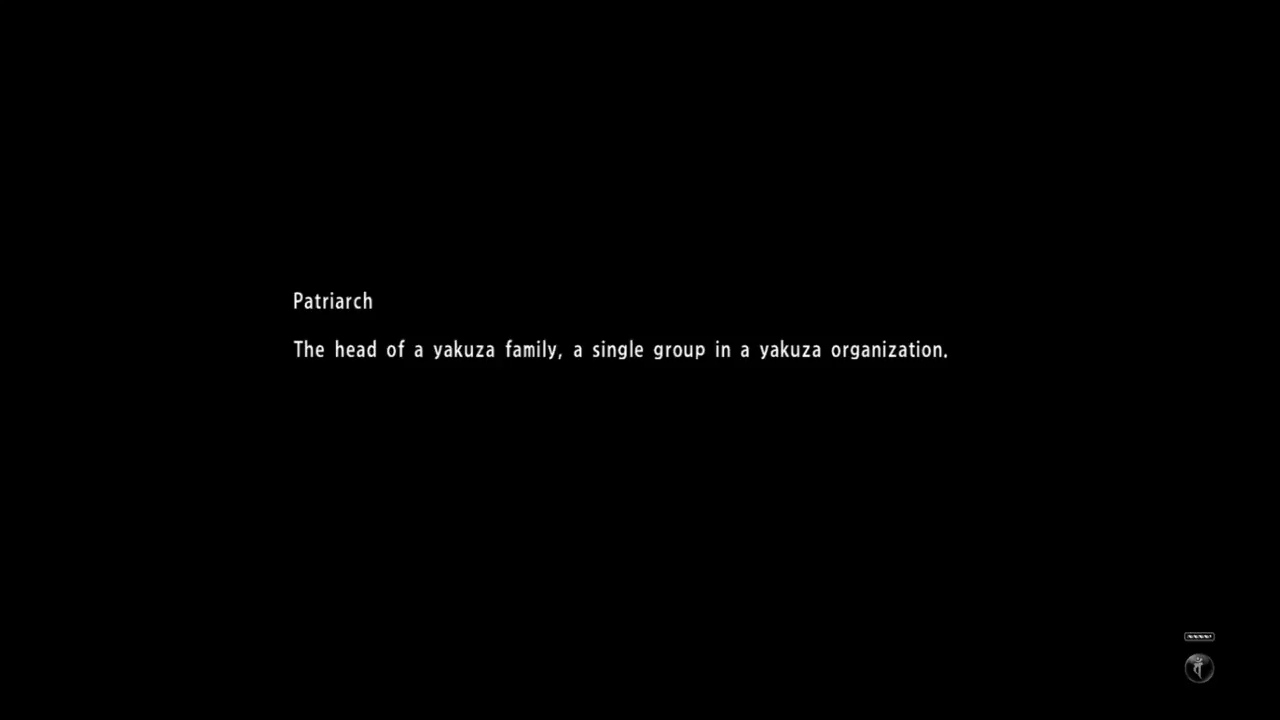 Patriarch
The head of a yakuza family, a single group in a yakuza organization.